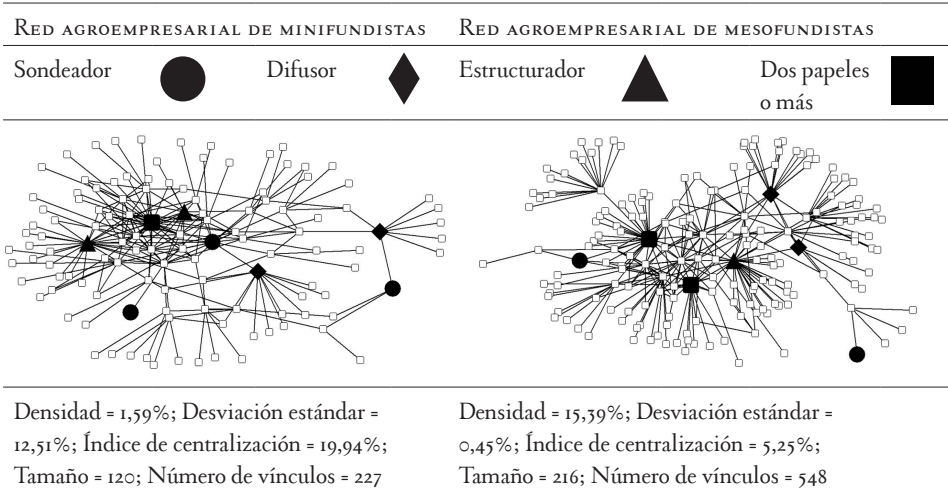 Red agroempresarial de minifundistas
Red agroempresarial de mesofundistas
Sondeador
Difusor
Estructurador
Dos papeles
o más
Densidad = 1,59%; Desviación estándar =
12,51%; Índice de centralización = 19,94%;
Tamaño = 120; Número de vínculos = 227
Densidad = 15,39%; Desviación estándar =
0,45%; Índice de centralización = 5,25%;
Tamaño = 216; Número de vínculos = 548